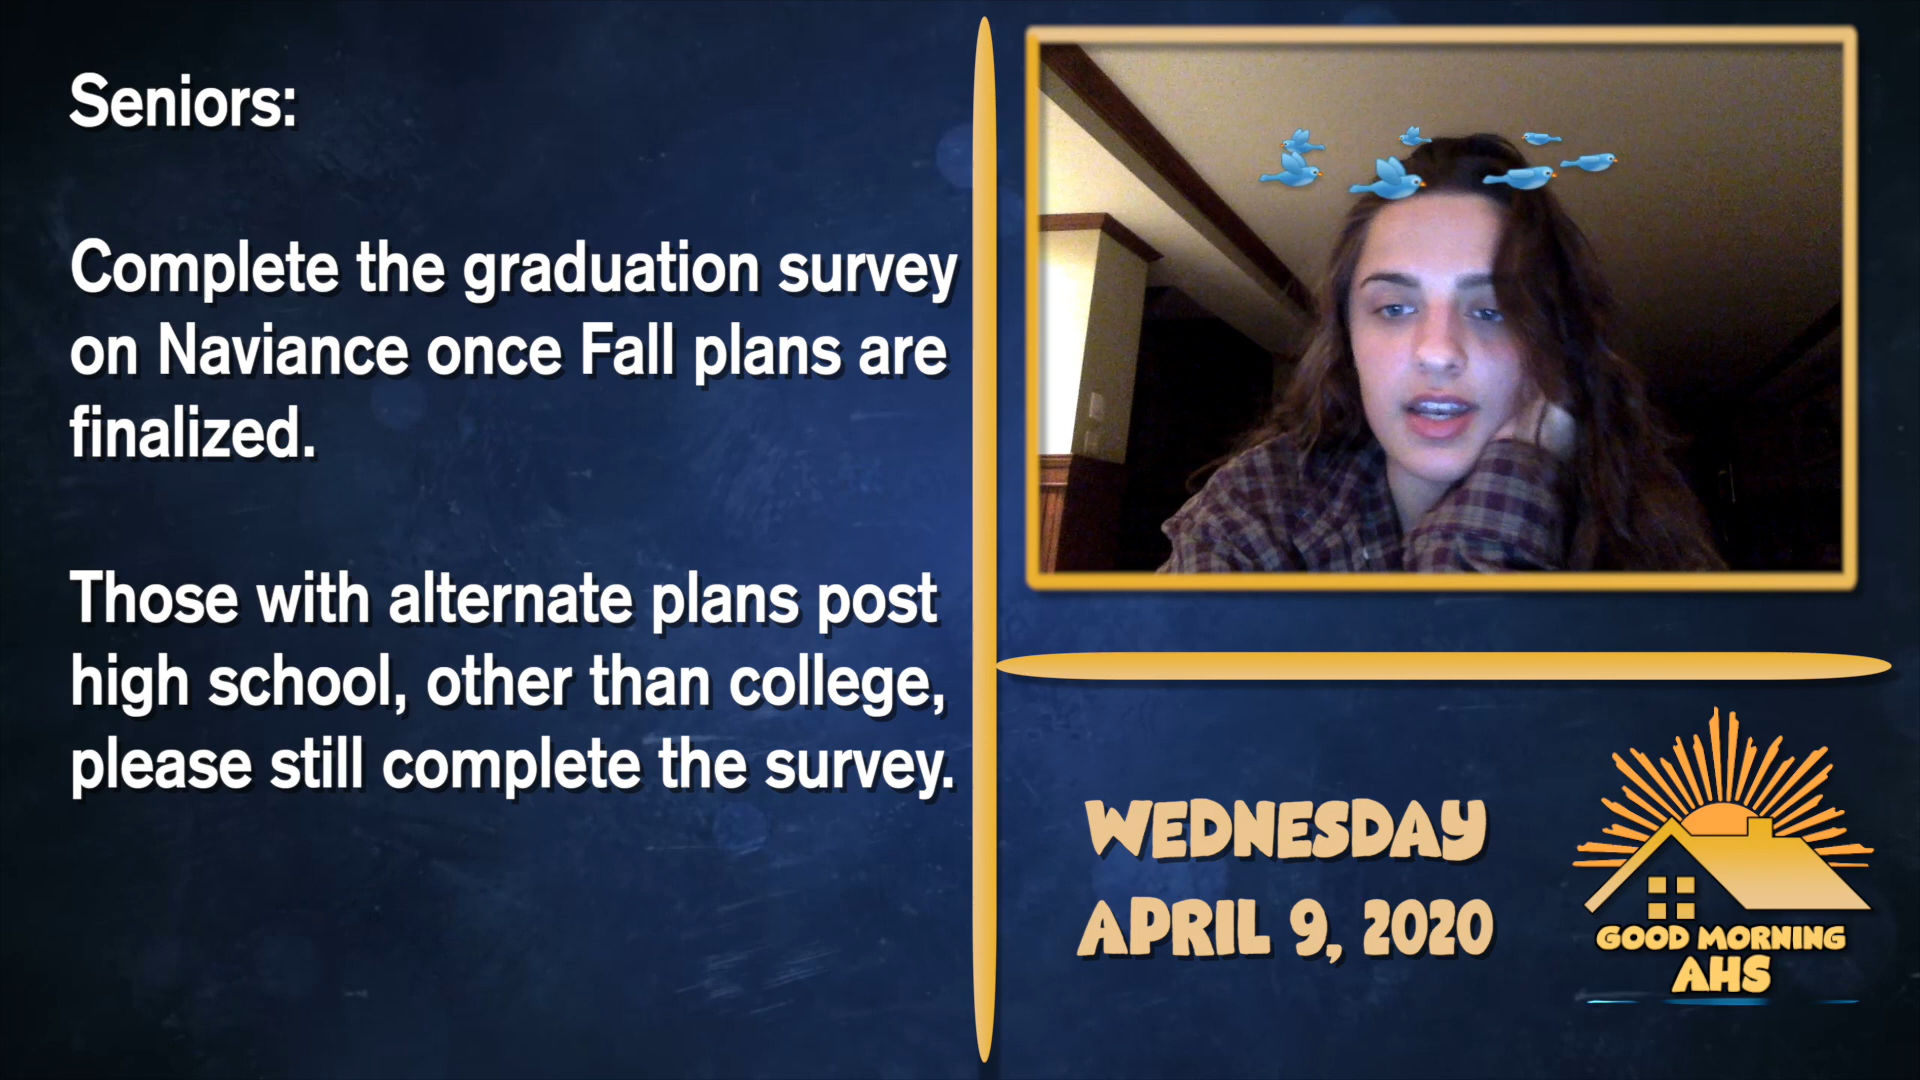 Seniors:
Complete the graduation survey
on Naviance once Fall plans are
finalized.
Those with alternate plans post
high school, other than college,
please still complete the survey.
WEDNESDAY
APRIL 9, 2020
GOOD MORNING
AHS